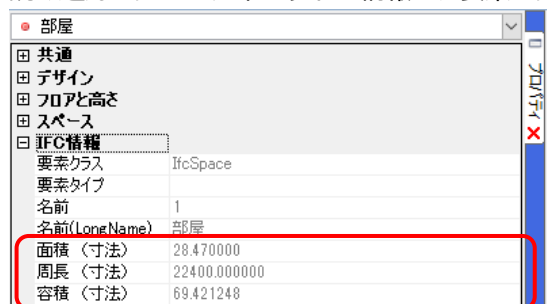 部屋
共通
デザイン
フロアと高さ
スペース
IFC情報
要素クラス IfcSpace
要素タイプ
名前 1
名前(LongName) 部屋
面積 (寸法) 28.470000
周長 (寸法) 22400.000000
容積 (寸法) 69.421248
プロパティ